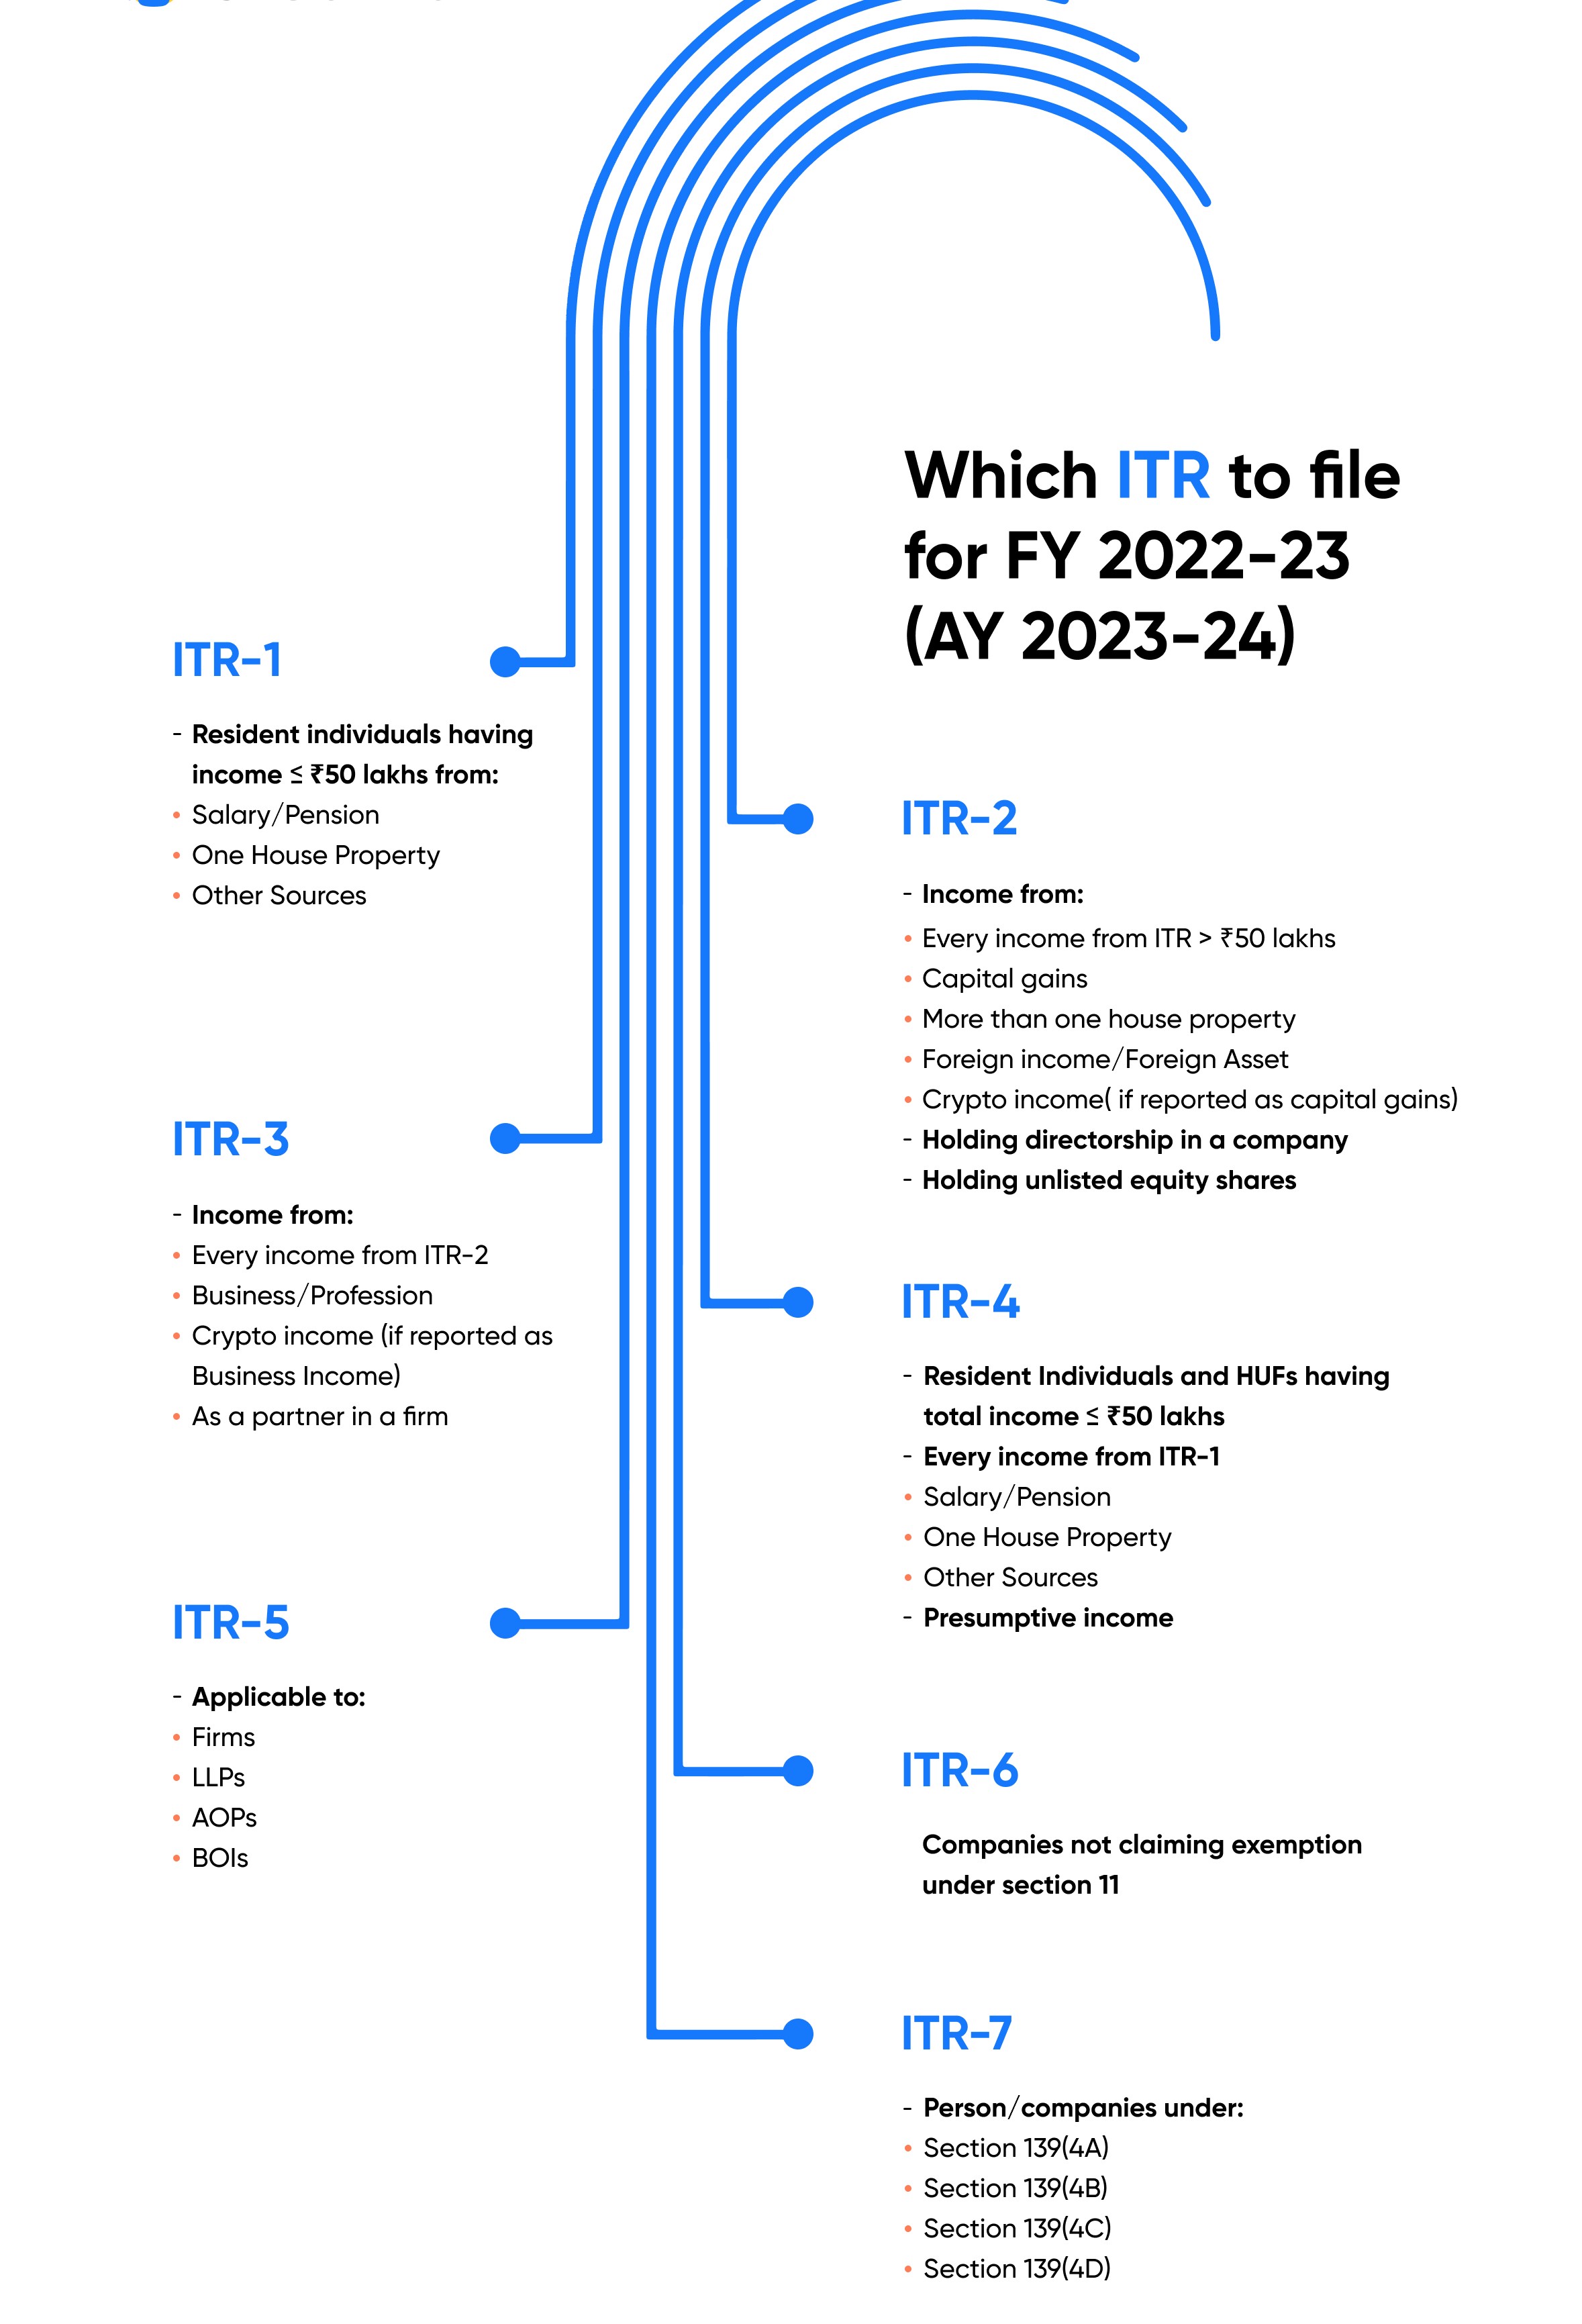 Which ITR to file
for FY 2022-23
(AY 2023-24)
ITR-1
- Resident individuals having
income ≤ ₹50 lakhs from:
• Salary/Pension
• One House Property
• Other Sources
ITR-2
- Income from:
• Every income from ITR > ₹50 lakhs
• Capital gains
• More than one house property
• Foreign income/Foreign Asset
• Crypto income( if reported as capital gains)
- Holding directorship in a company
- Holding unlisted equity shares
ITR-3
- Income from:
• Every income from ITR-2
• Business/Profession
• Crypto income (if reported as
Business Income)
• As a partner in a firm
ITR-4
- Resident Individuals and HUFs having
total income ≤ ₹50 lakhs
- Every income from ITR-1
• Salary/Pension
• One House Property
• Other Sources
- Presumptive income
ITR-5
- Applicable to:
• Firms
• LLPs
• AOPs
• BOIs
ITR-6
Companies not claiming exemption
under section 11
ITR-7
- Person/companies under:
• Section 139(4A)
• Section 139(4B)
• Section 139(4C)
• Section 139(4D)